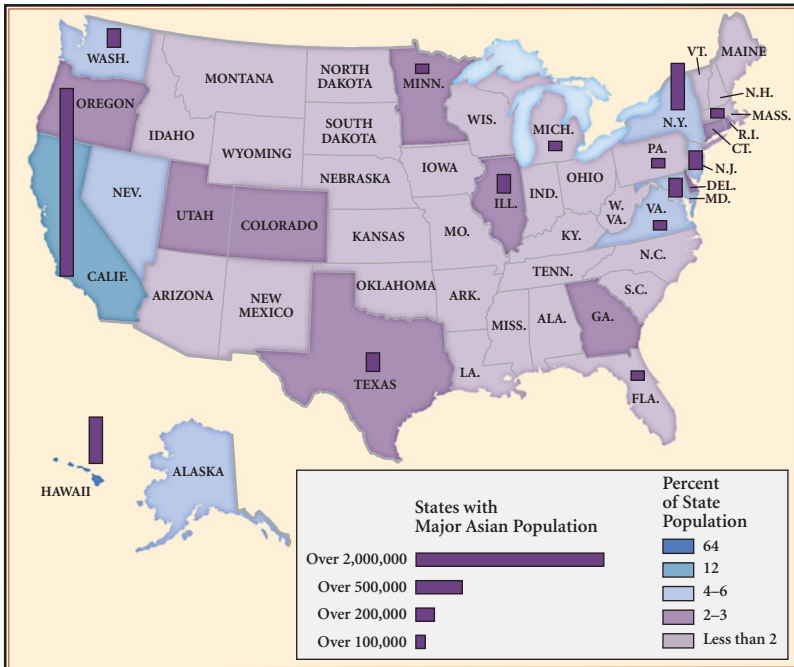 WASH.
MONTANA
NORTH
DAKOTA
MINN.
VT.
MAINE
OREGON
IDAHO
SOUTH
DAKOTA
WIS.
MICH.
N.Y.
N.H.
MASS.
R.I.
CT.
WYOMING
NEBRASKA
IOWA
PA.
N.J.
NEV.
UTAH
COLORADO
ILL.
IND.
OHIO
DEL.
MD.
W.
VA.
VA.
CALIF.
KANSAS
MO.
KY.
ARIZONA
NEW
MEXICO
OKLAHOMA
ARK.
TENN.
N.C.
S.C.
MISS.
ALA.
GA.
TEXAS
LA.
FLA.
HAWAII
ALASKA
States with
Major Asian Population
Over 2,000,000
Over 500,000
Over 200,000
Over 100,000
Percent
of State
Population
64
12
4–6
2–3
Less than 2